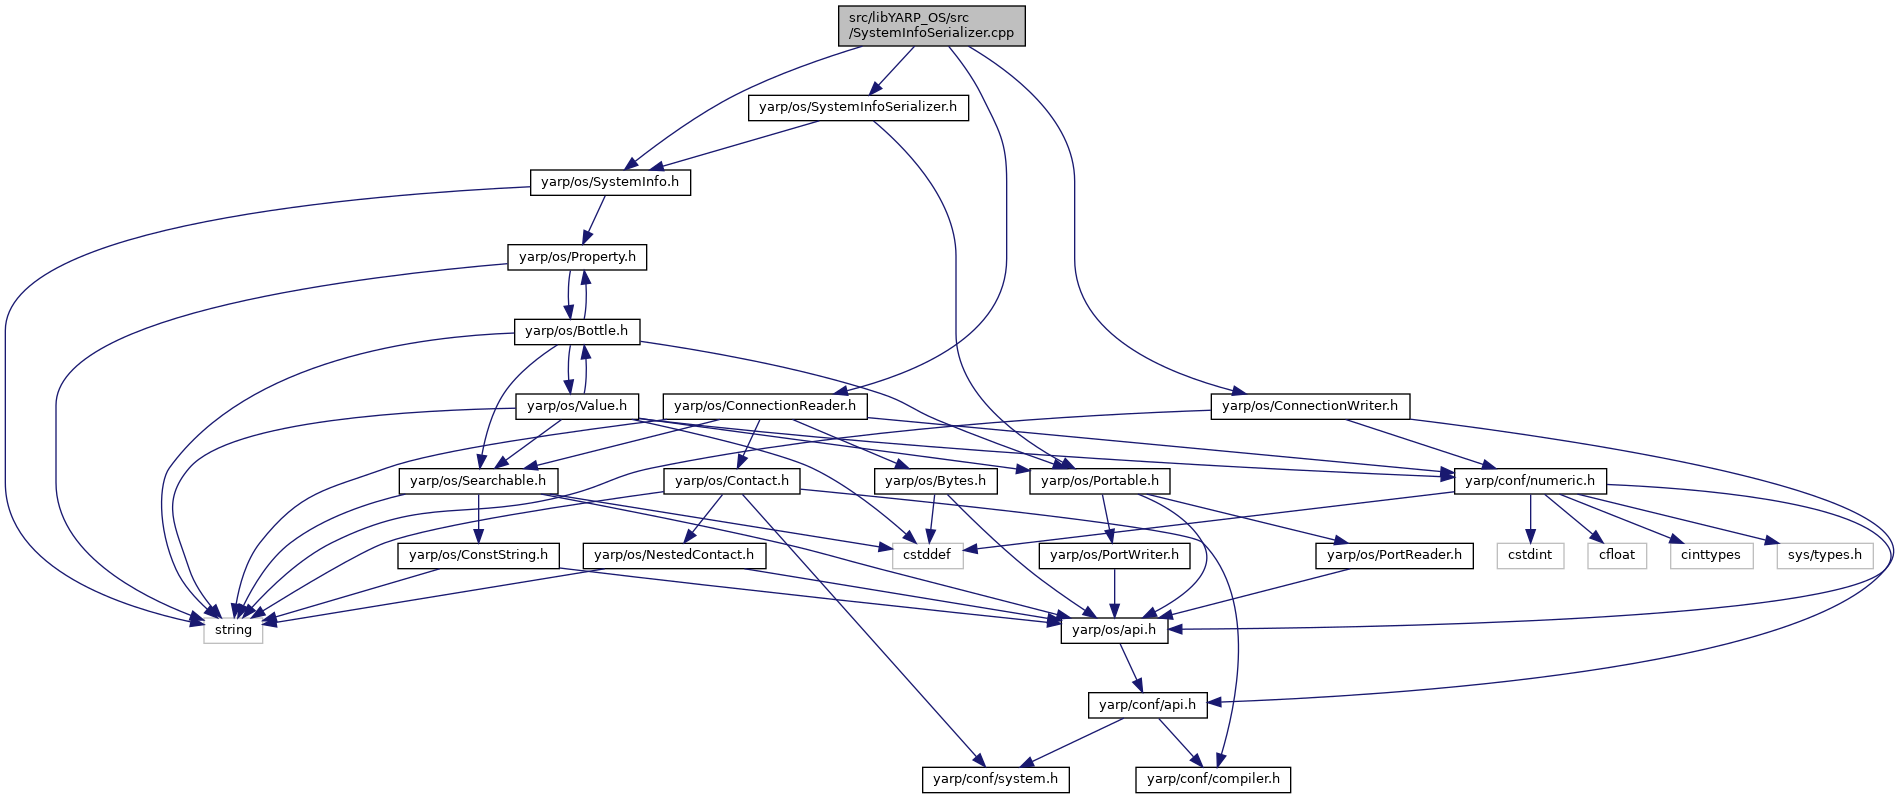 src/libYARP_OS/src
/SystemInfoSerializer.cpp
yarp/os/SystemInfoSerializer.h
yarp/os/SystemInfo.h
yarp/os/Property.h
yarp/os/Bottle.h
yarp/os/Value.h
yarp/os/ConnectionReader.h
yarp/os/ConnectionWriter.h
yarp/os/Searchable.h
yarp/os/Contact.h
yarp/os/Bytes.h
yarp/os/Portable.h
yarp/conf/numeric.h
yarp/os/ConstString.h
yarp/os/NestedContact.h
cstddef
yarp/os/PortWriter.h
yarp/os/PortReader.h
cstdint
cfloat
cinttypes
sys/types.h
string
yarp/os/api.h
yarp/conf/api.h
yarp/conf/system.h
yarp/conf/compiler.h